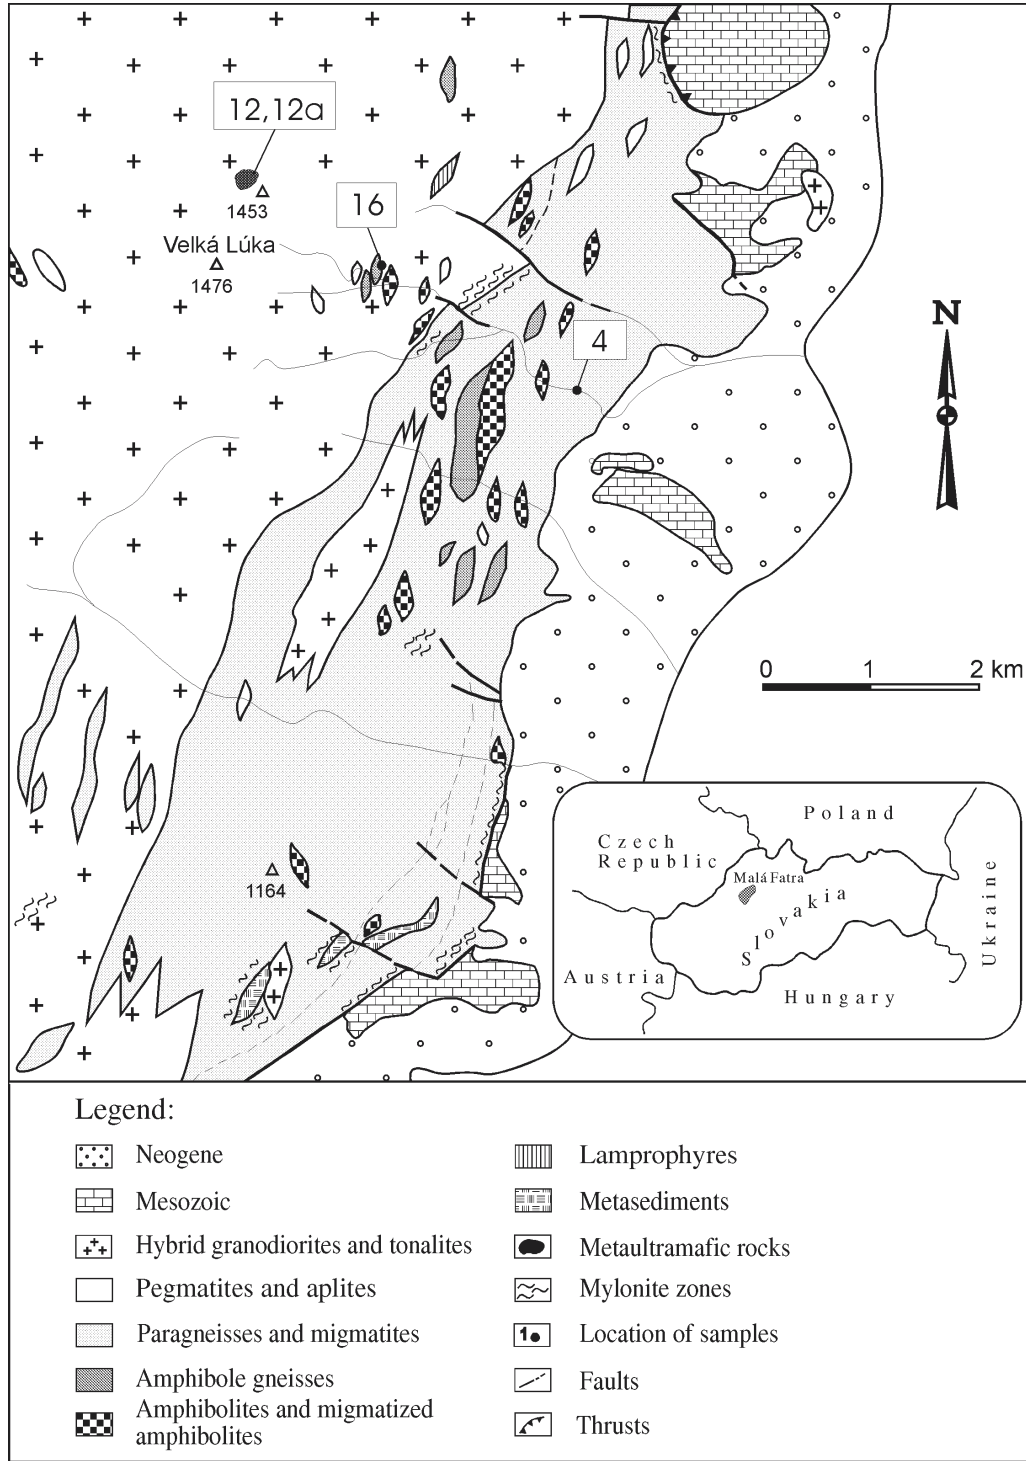 12,12a
1453
16
Velká Lúka
1476
4
N
0 1 2 km
1164
Poland
Czech
Republic
Malá Fatra
Slovakia
Ukraine
Austria
Hungary
Legend:
Neogene
Mesozoic
Hybrid granodiorites and tonalites
Pegmatites and aplites
Paragneisses and migmatites
Amphibole gneisses
Amphibolites and migmatized
amphibolites
Lamprophyres
Metasediments
Metaultramafic rocks
Mylonite zones
1 Location of samples
Faults
Thrusts